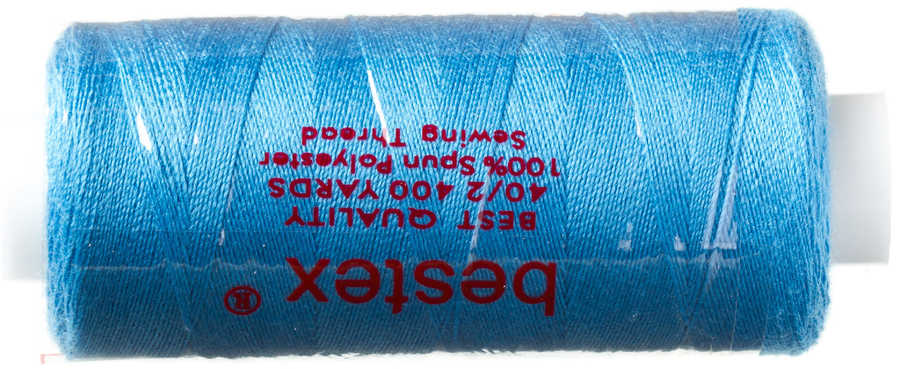 bestex ®
BEST QUALITY
40/2 400 YARDS
100% Spun Polyester
Sewing Thread